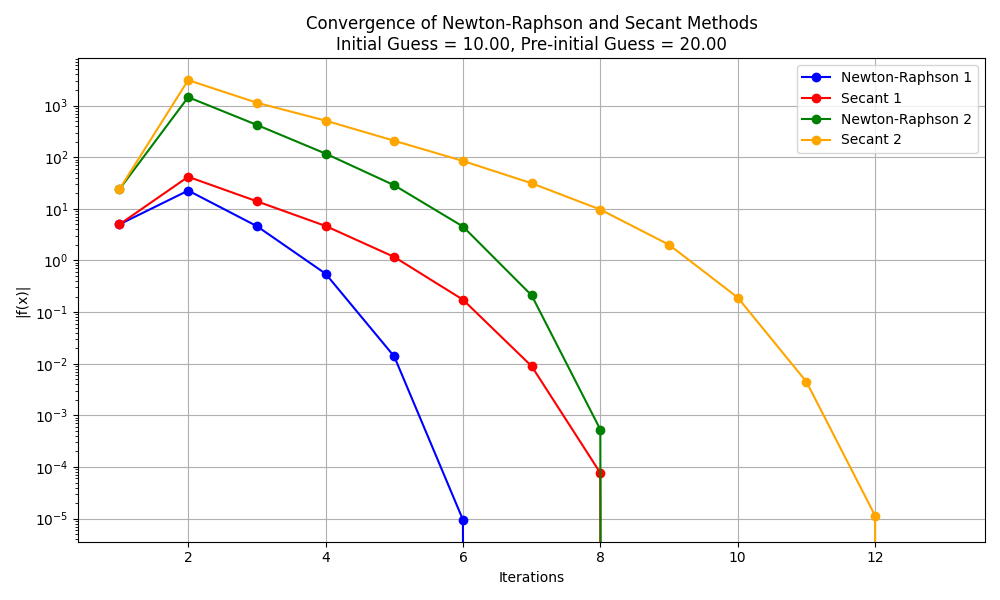 Convergence of Newton-Raphson and Secant Methods
Initial Guess = 10.00, Pre-initial Guess = 20.00
|f(x)|
10³
10²
10¹
10⁰
10⁻¹
10⁻²
10⁻³
10⁻⁴
10⁻⁵
Newton-Raphson 1
Secant 1
Newton-Raphson 2
Secant 2
2 4 6 8 10 12
Iterations